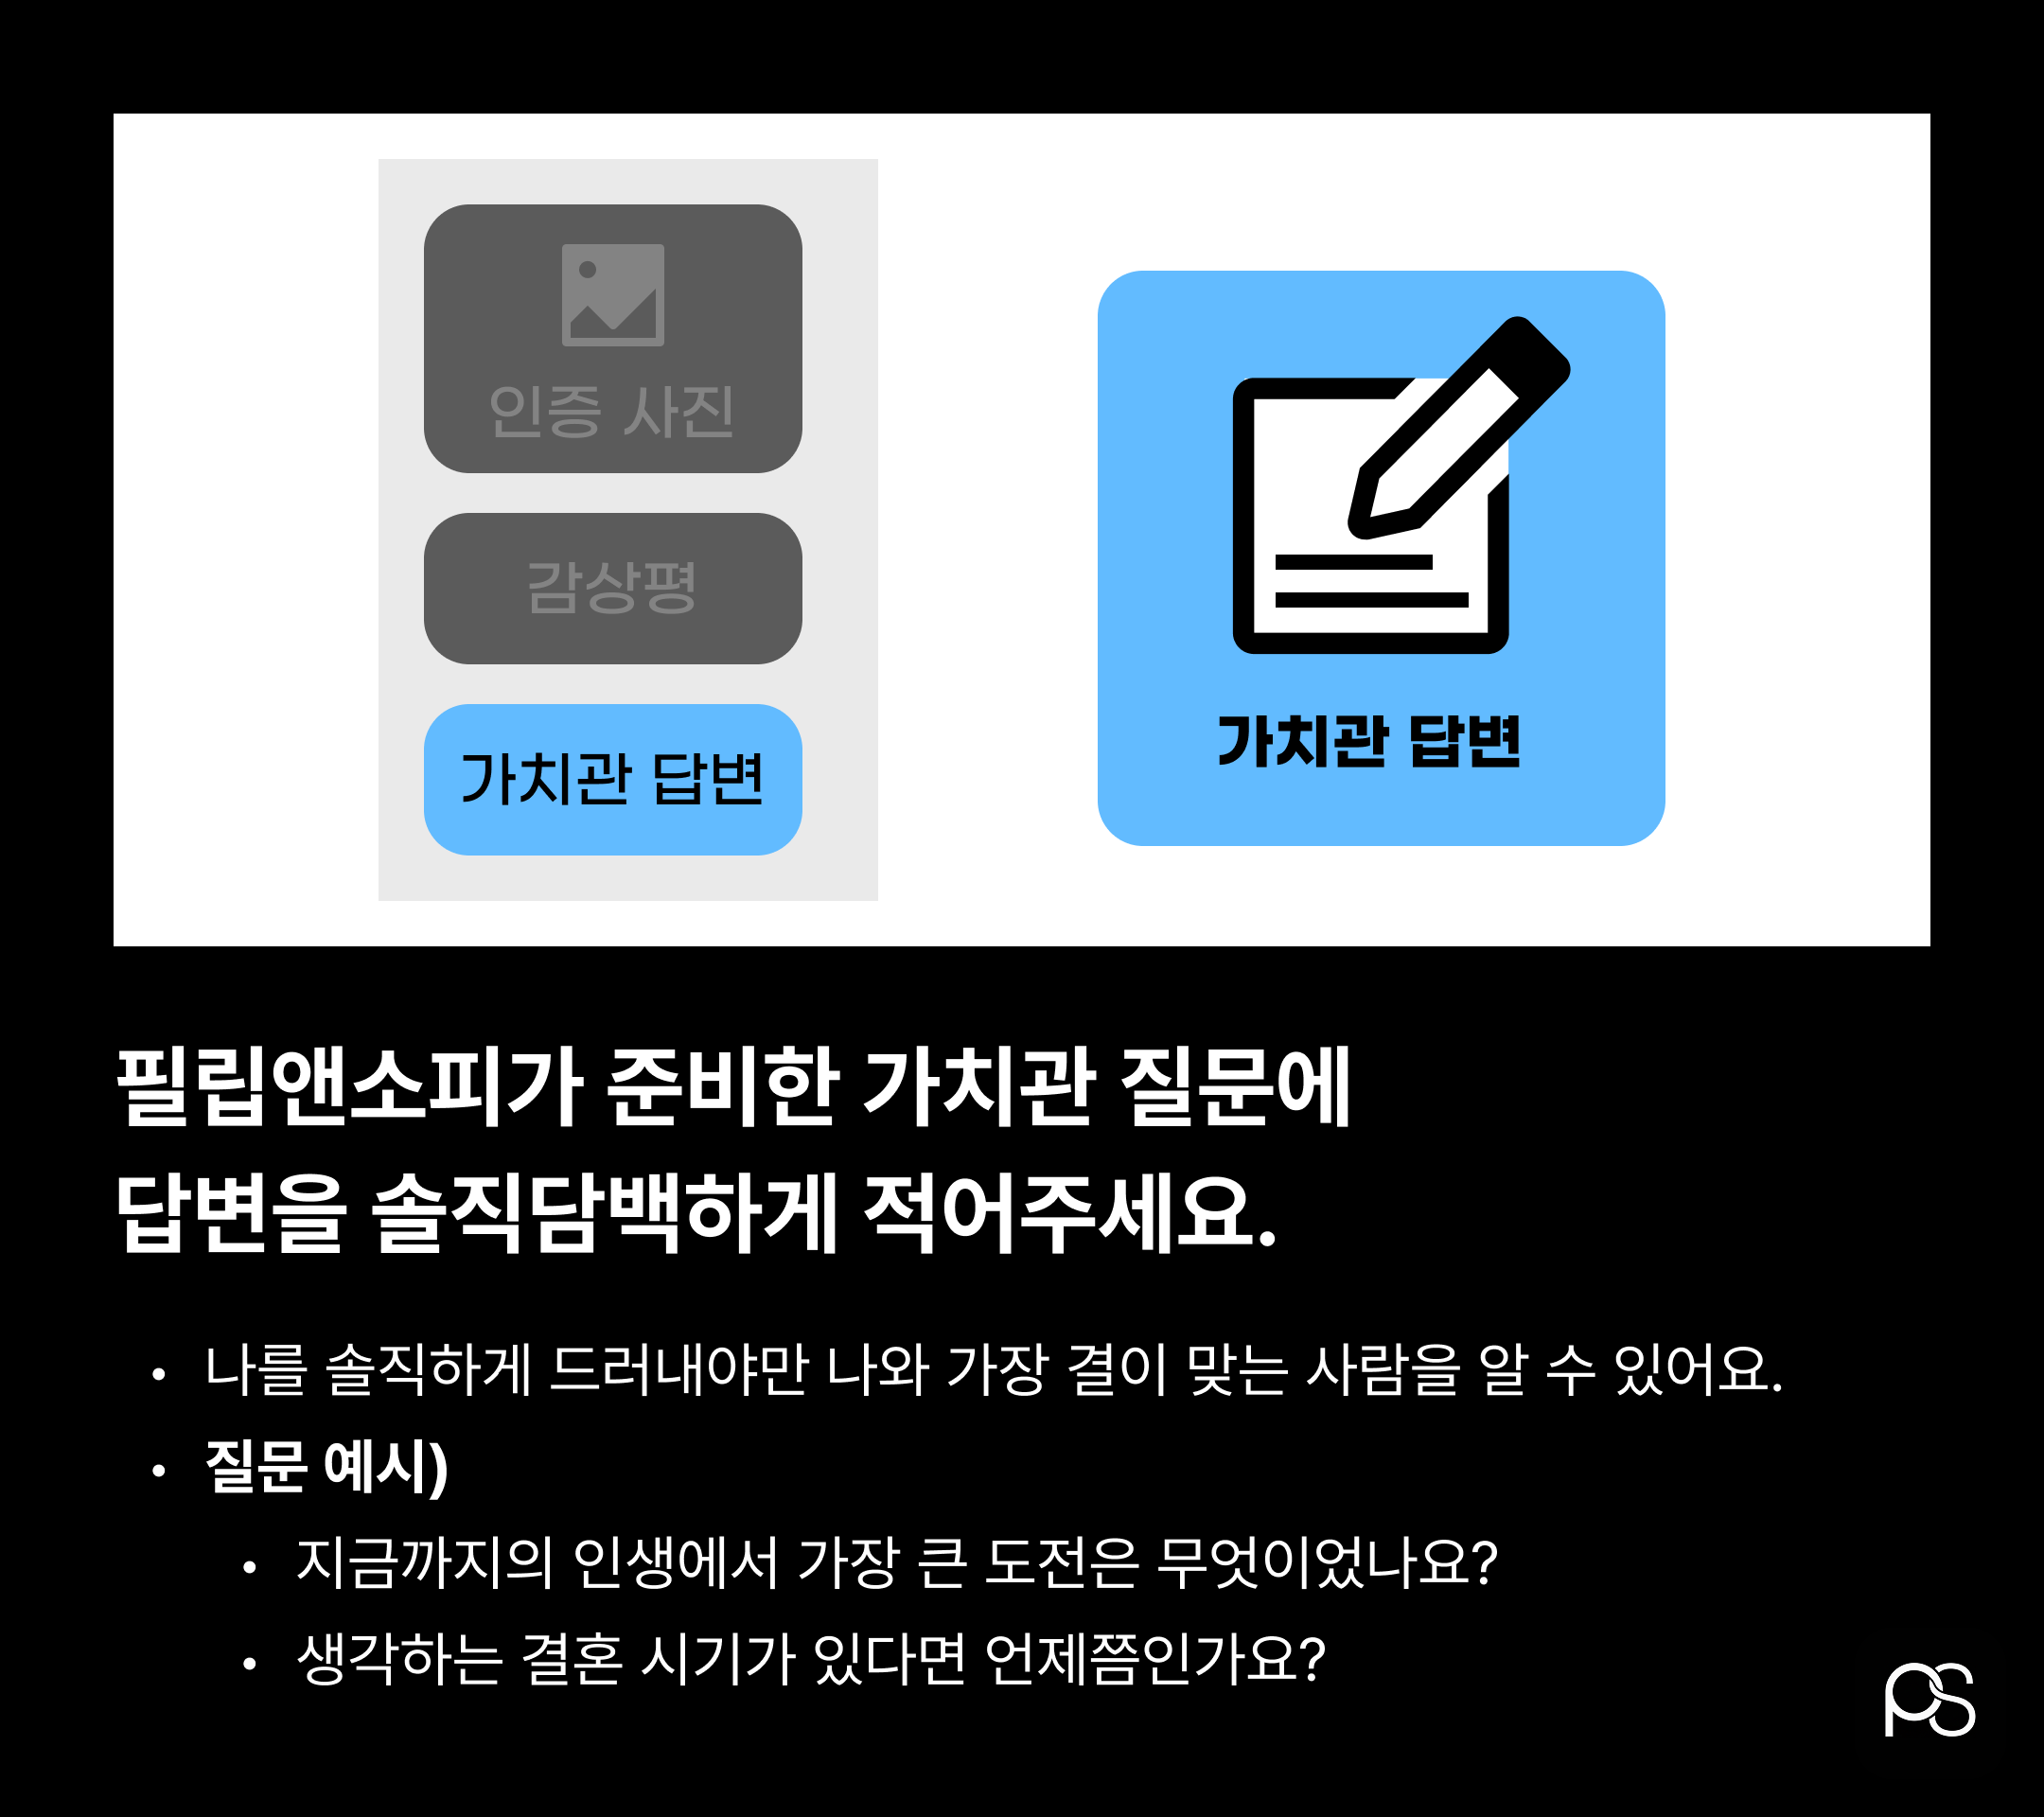 인증 사진
감상평
가치관 답변
가치관 답변
필립앤소피가 준비한 가치관 질문에
답변을 솔직담백하게 적어주세요.
• 나를 솔직하게 드러내야만 나와 가장 결이 맞는 사람을 알 수 있어요.
• 질문 예시)
• 지금까지의 인생에서 가장 큰 도전은 무엇이었나요?
• 생각하는 결혼 시기가 있다면 언제쯤인가요?
PS